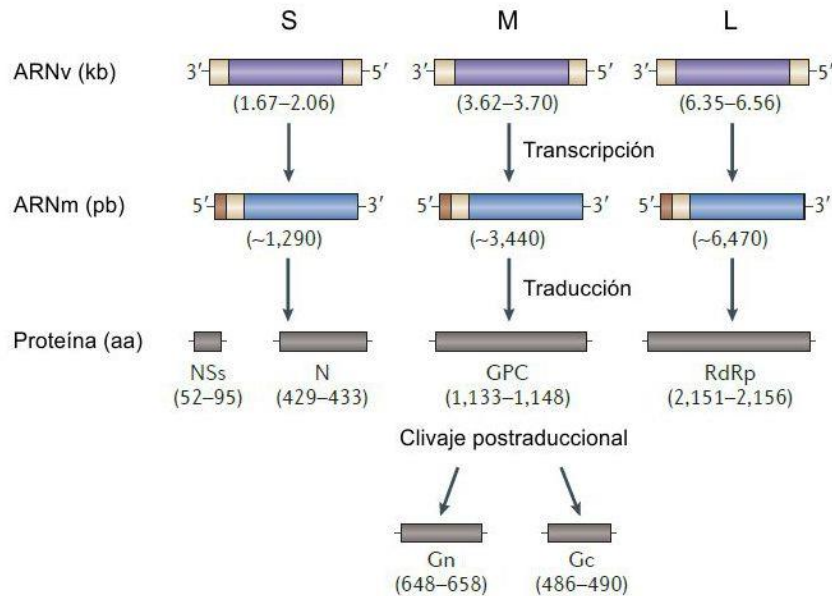 S M L
ARNv (kb) 3′ 5′ 3′ 5′ 3′ 5′
(1.67–2.06) (3.62–3.70) (6.35–6.56)
Transcripción
ARNm (pb) 5′ 3′ 5′ 3′ 5′ 3′
(~1,290) (~3,440) (~6,470)
Traducción
Proteína (aa)
NSs N GPC RdRp
(52–95) (429–433) (1,133–1,148) (2,151–2,156)
Clivaje postraduccional
Gn Gc
(648–658) (486–490)